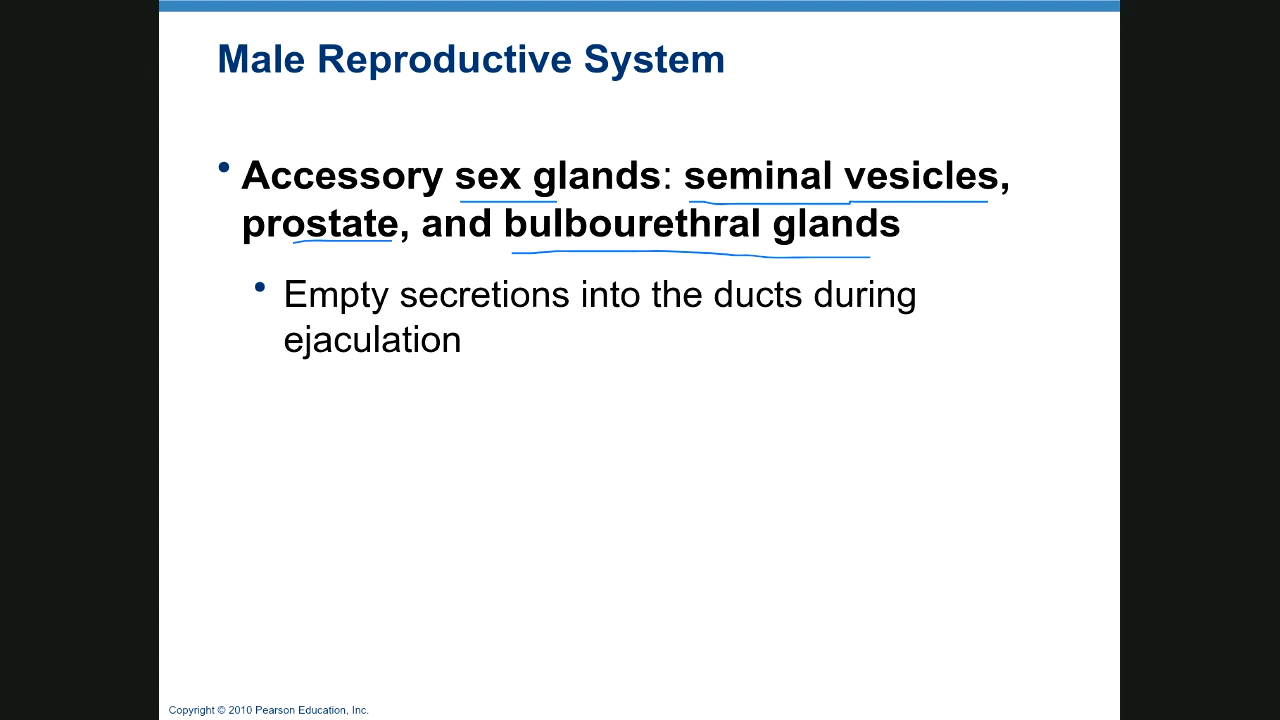 Male Reproductive System
• Accessory sex glands: seminal vesicles,
prostate, and bulbourethral glands
• Empty secretions into the ducts during
ejaculation
Copyright © 2010 Pearson Education, Inc.